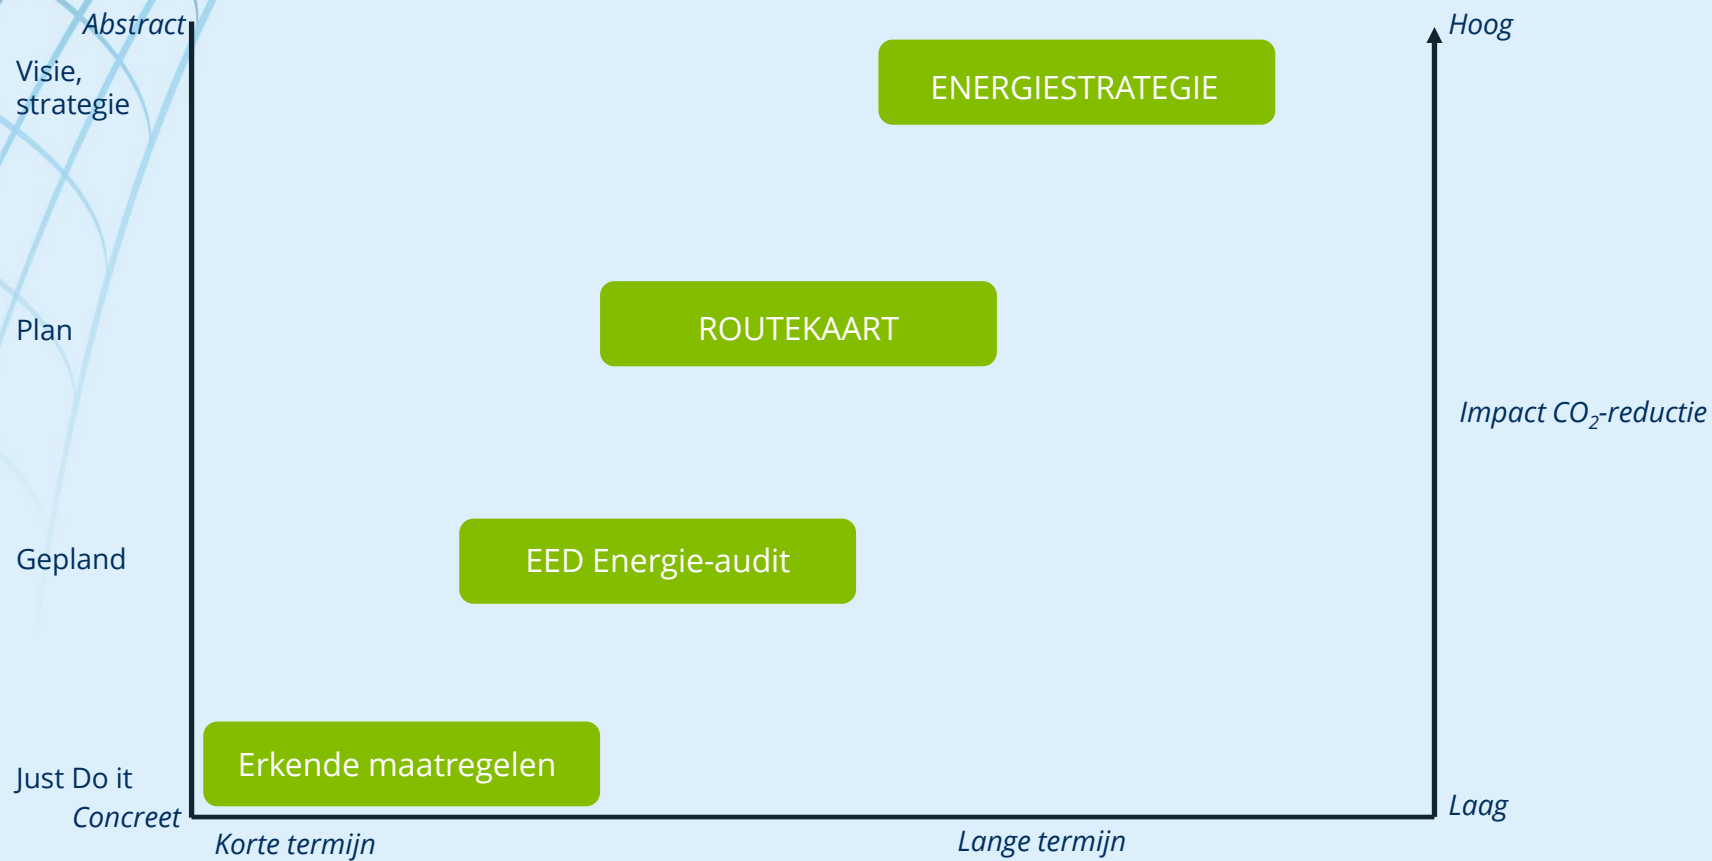 Abstract
Hoog
Visie,
strategie
ENERGIESTRATEGIE
Plan
ROUTEKAART
Impact CO₂-reductie
Gepland
EED Energie-audit
Erkende maatregelen
Just Do it
Concreet
Laag
Korte termijn
Lange termijn